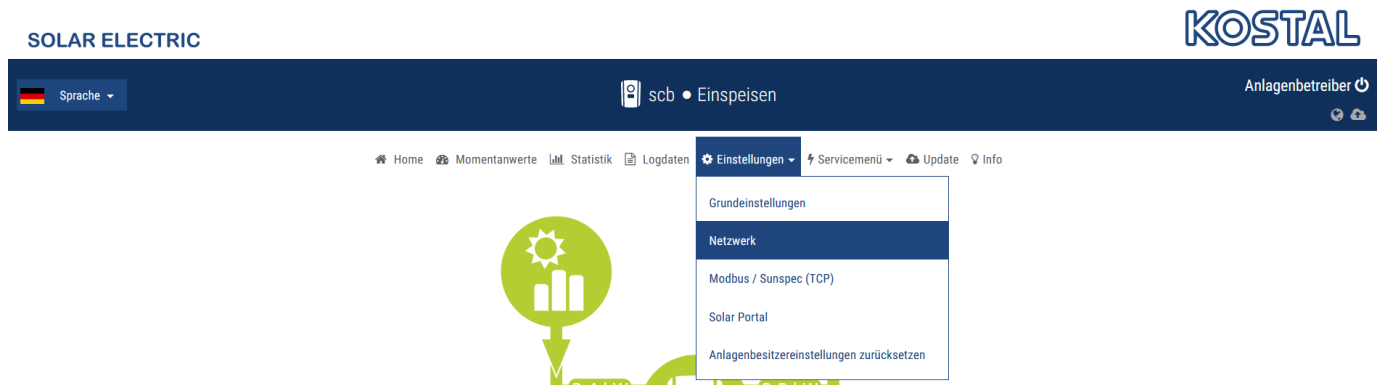 SOLAR ELECTRIC
KOSTAL
Sprache
scb • Einspeisen
Anlagenbetreiber
Home Momentanwerte Statistik Logdaten Einstellungen Servicemenü Update Info
Grundeinstellungen
Netzwerk
Modbus / Sunspec (TCP)
Solar Portal
Anlagenbesitzereinstellungen zurücksetzen